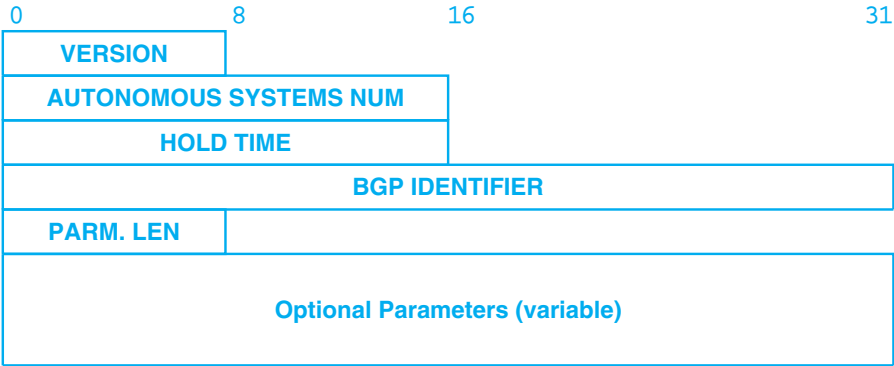 0 8 16 31
VERSION
AUTONOMOUS SYSTEMS NUM
HOLD TIME
BGP IDENTIFIER
PARM. LEN
Optional Parameters (variable)